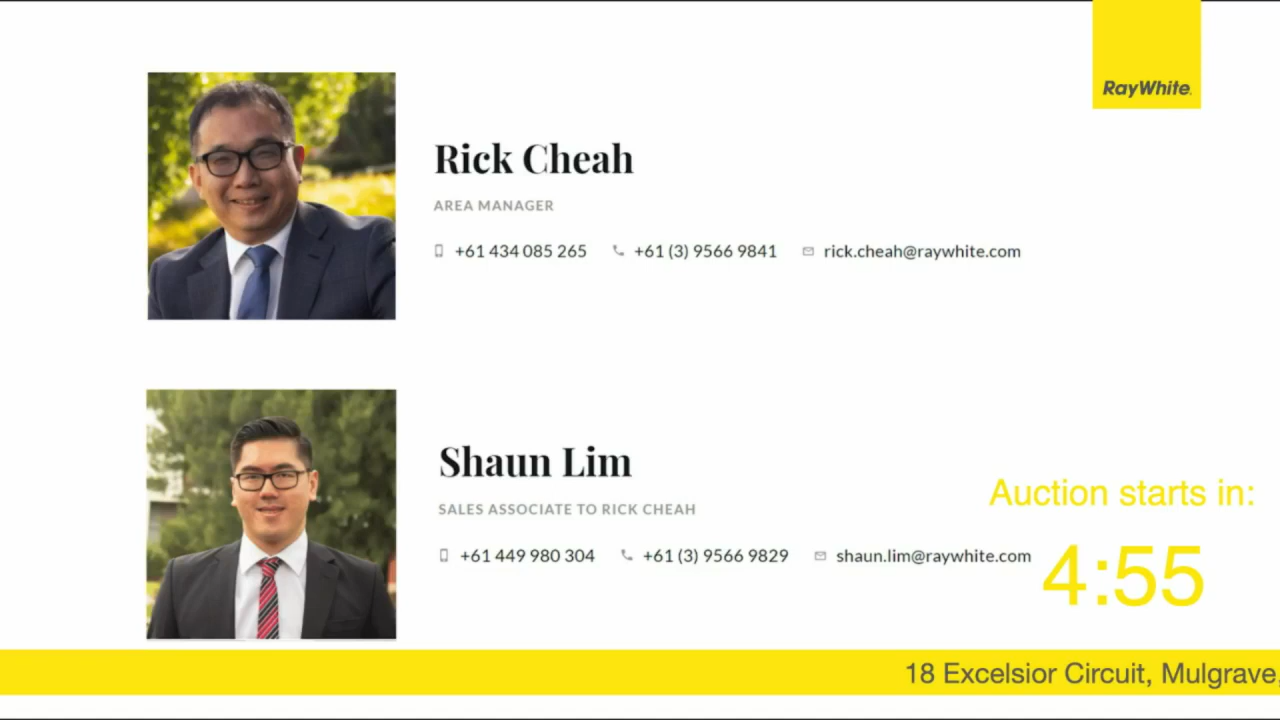 RayWhite.
Rick Cheah
AREA MANAGER
+61 434 085 265 +61 (3) 9566 9841 rick.cheah@raywhite.com
Shaun Lim
SALES ASSOCIATE TO RICK CHEAH
+61 449 980 304 +61 (3) 9566 9829 shaun.lim@raywhite.com
Auction starts in:
4:55
18 Excelsior Circuit, Mulgrave,